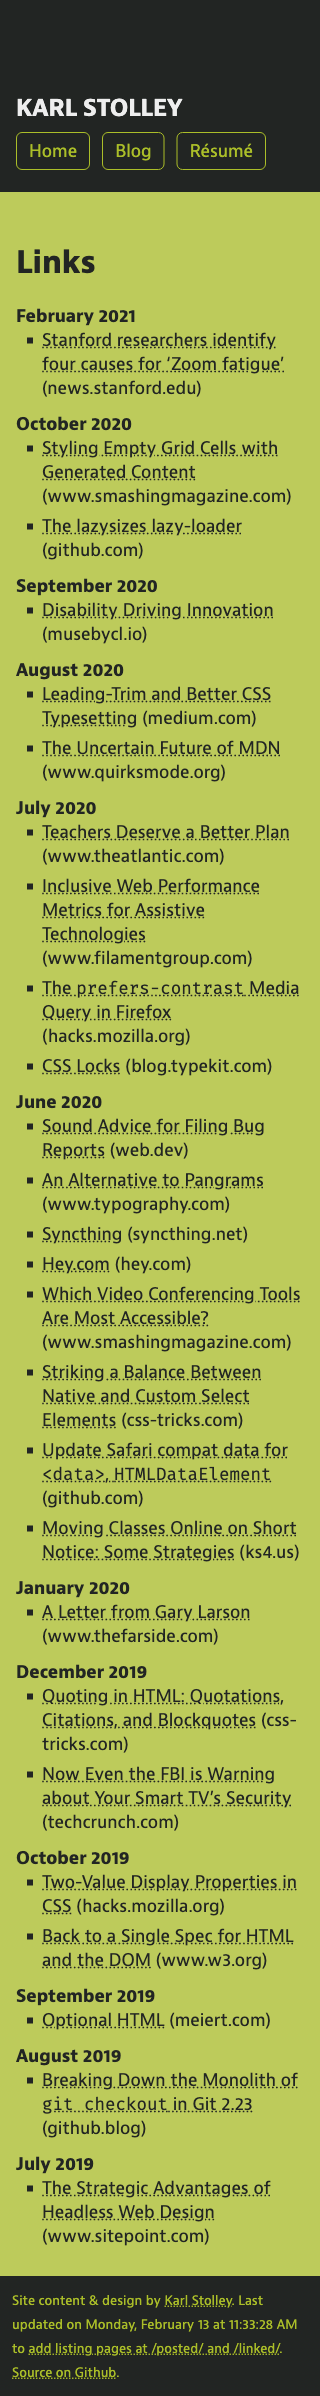 KARL STOLLEY
Home
Blog
Résumé
Links
February 2021
Stanford researchers identify
four causes for ‘Zoom fatigue’
(news.stanford.edu)
October 2020
Styling Empty Grid Cells with
Generated Content
(www.smashingmagazine.com)
The lazysizes lazy-loader
(github.com)
September 2020
Disability Driving Innovation
(musebycl.io)
August 2020
Leading-Trim and Better CSS
Typesetting (medium.com)
The Uncertain Future of MDN
(www.quirksmode.org)
July 2020
Teachers Deserve a Better Plan
(www.theatlantic.com)
Inclusive Web Performance
Metrics for Assistive
Technologies
(www.filamentgroup.com)
The prefers-contrast Media
Query in Firefox
(hacks.mozilla.org)
CSS Locks (blog.typekit.com)
June 2020
Sound Advice for Filing Bug
Reports (web.dev)
An Alternative to Pangrams
(www.typography.com)
Syncthing (syncthing.net)
Hey.com (hey.com)
Which Video Conferencing Tools
Are Most Accessible?
(www.smashingmagazine.com)
Striking a Balance Between
Native and Custom Select
Elements (css-tricks.com)
Update Safari compat data for
<data>, HTMLDataElement
(github.com)
Moving Classes Online on Short
Notice: Some Strategies (ks4.us)
January 2020
A Letter from Gary Larson
(www.thefarside.com)
December 2019
Quoting in HTML: Quotations,
Citations, and Blockquotes (css-
tricks.com)
Now Even the FBI is Warning
about Your Smart TV’s Security
(techcrunch.com)
October 2019
Two-Value Display Properties in
CSS (hacks.mozilla.org)
Back to a Single Spec for HTML
and the DOM (www.w3.org)
September 2019
Optional HTML (meiert.com)
August 2019
Breaking Down the Monolith of
git checkout in Git 2.23
(github.blog)
July 2019
The Strategic Advantages of
Headless Web Design
(www.sitepoint.com)
Site content & design by Karl Stolley. Last
updated on Monday, February 13 at 11:33:28 AM
to add listing pages at /posted/ and /linked/.
Source on Github.